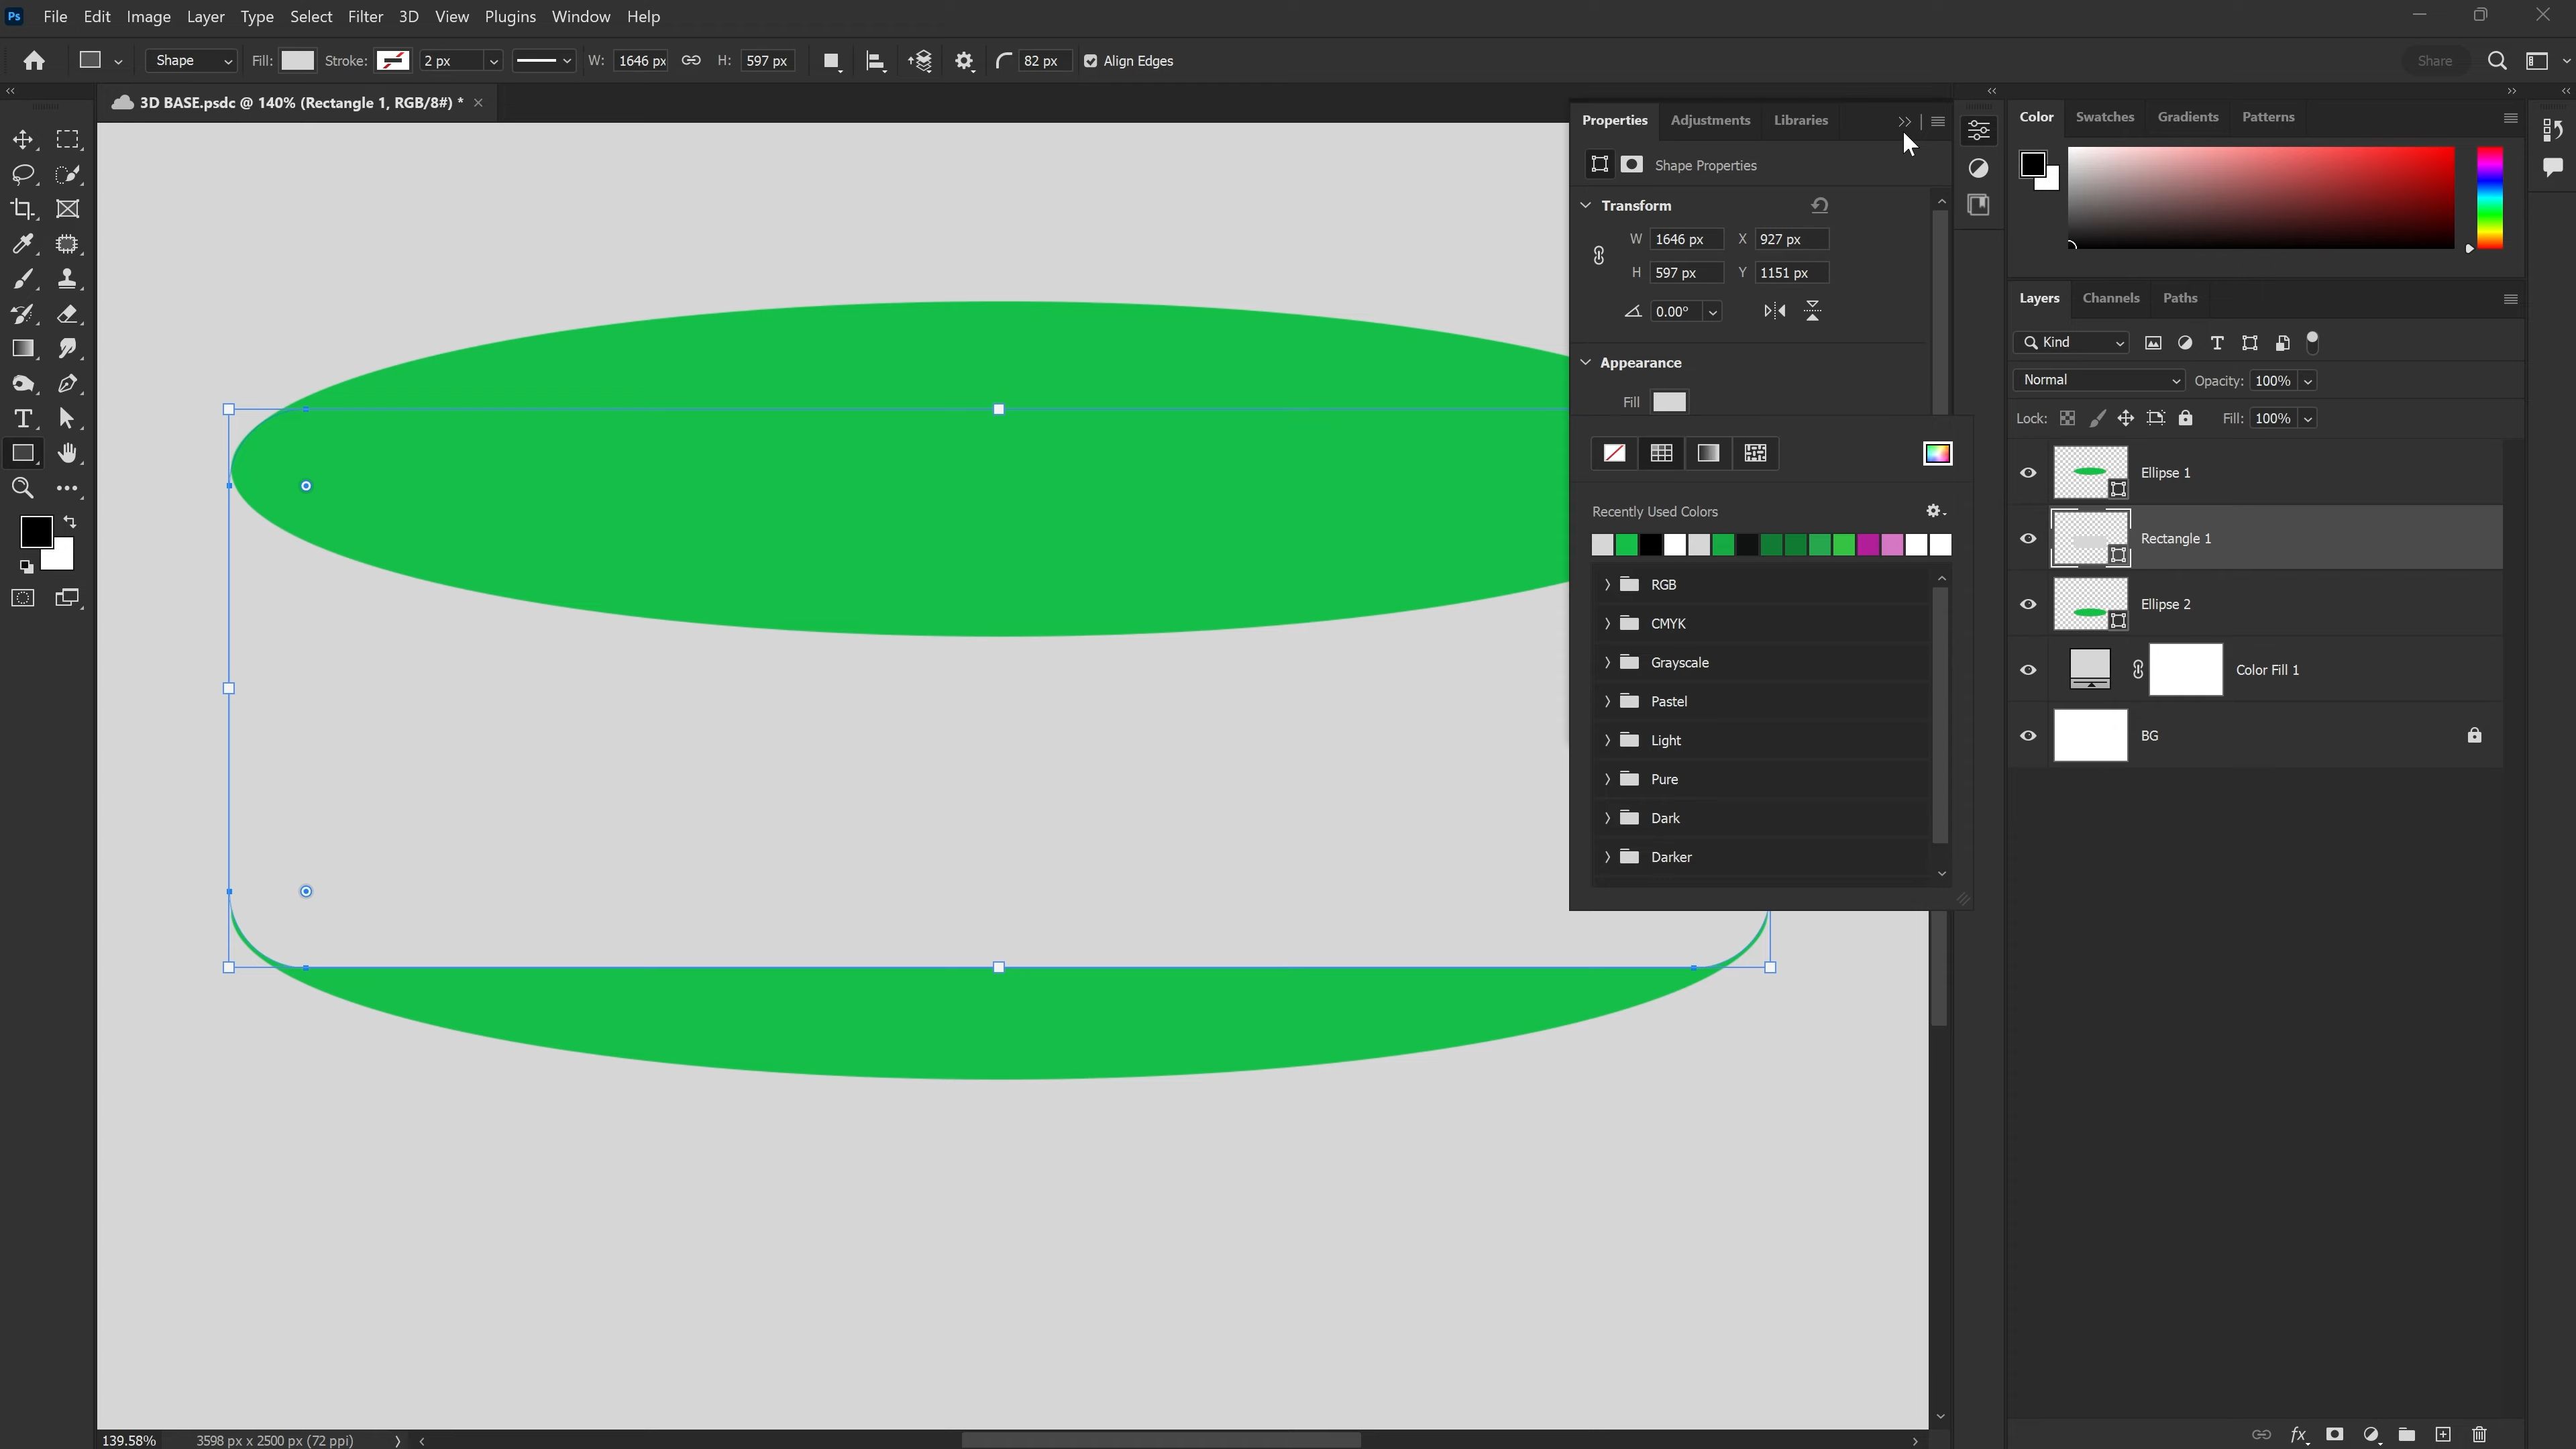 Ps File Edit Image Layer Type Select Filter 3D View Plugins Window Help
Shape Fill: Stroke: 2 px W: 1646 px H: 597 px 82 px Align Edges Share
3D BASE.psdc @ 140% (Rectangle 1, RGB/8#) *
Properties Adjustments Libraries
Shape Properties
Transform
W 1646 px X 927 px
H 597 px Y 1151 px
0.00°
Appearance
Fill
Recently Used Colors
RGB
CMYK
Grayscale
Pastel
Light
Pure
Dark
Darker
Color Swatches Gradients Patterns
Layers Channels Paths
Kind
Normal Opacity: 100%
Lock: Fill: 100%
Ellipse 1
Rectangle 1
Ellipse 2
Color Fill 1
BG
139.58% 3598 px x 2500 px (72 ppi)
fx